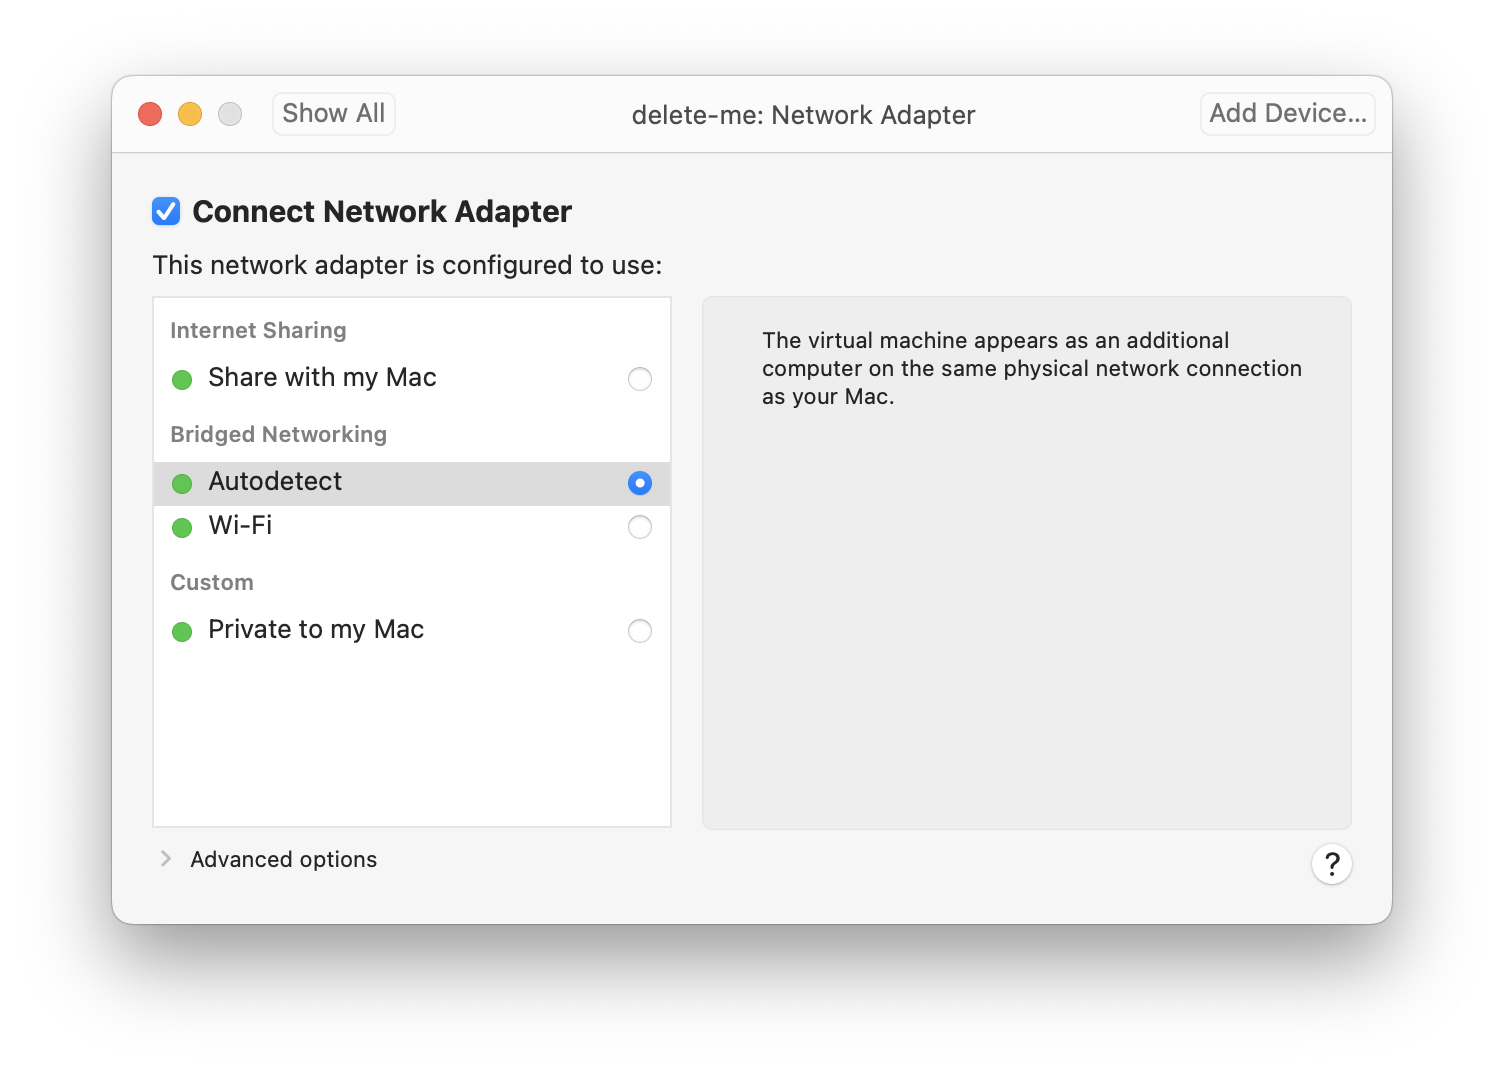 Show All
delete-me: Network Adapter
Add Device...
Connect Network Adapter
This network adapter is configured to use:
Internet Sharing
Share with my Mac
Bridged Networking
Autodetect
Wi-Fi
Custom
Private to my Mac
The virtual machine appears as an additional
computer on the same physical network connection
as your Mac.
Advanced options
?